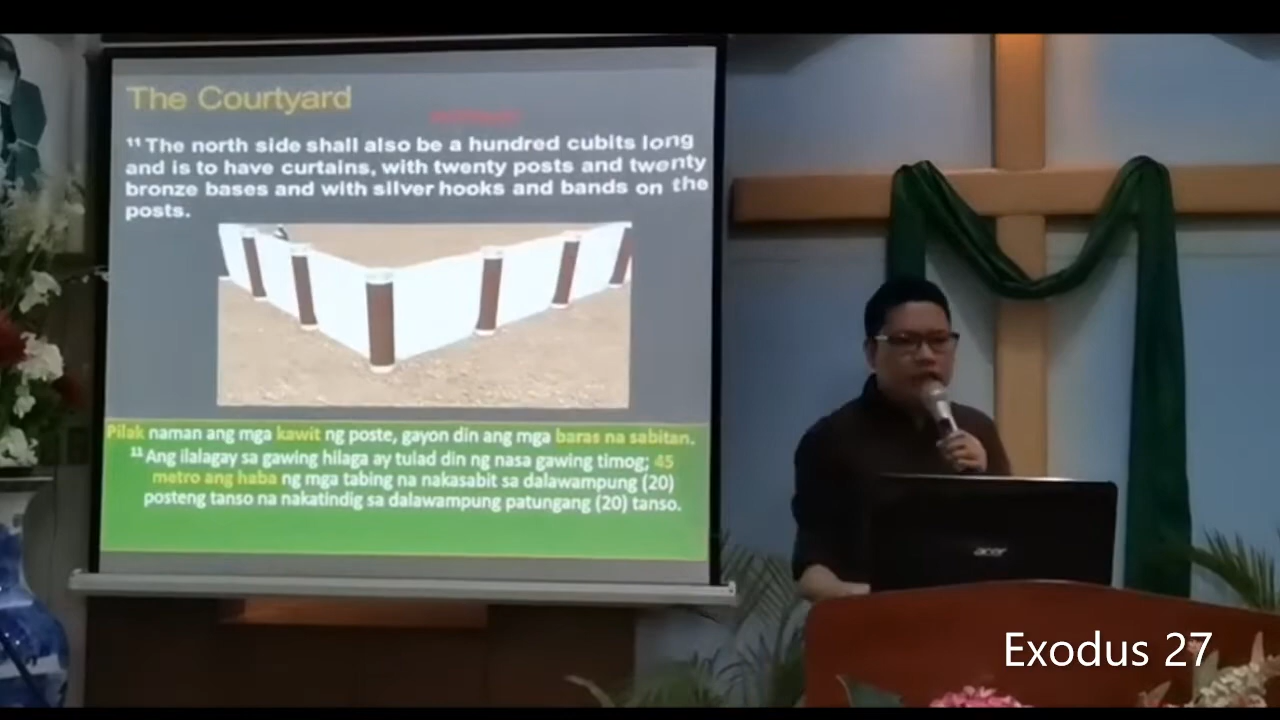 The Courtyard
¹¹ The north side shall also be a hundred cubits long
and is to have curtains, with twenty posts and twenty
bronze bases and with silver hooks and bands on the
posts.
Pilak naman ang mga kawit ng poste, gayon din ang mga baras na sabitan.
¹¹ Ang ilalagay sa gawing hilaga ay tulad din ng nasa gawing timog; 45
metro ang haba ng mga tabing na nakasabit sa dalawampung (20)
posteng tanso na nakatindig sa dalawampung patungang (20) tanso.
acer
Exodus 27